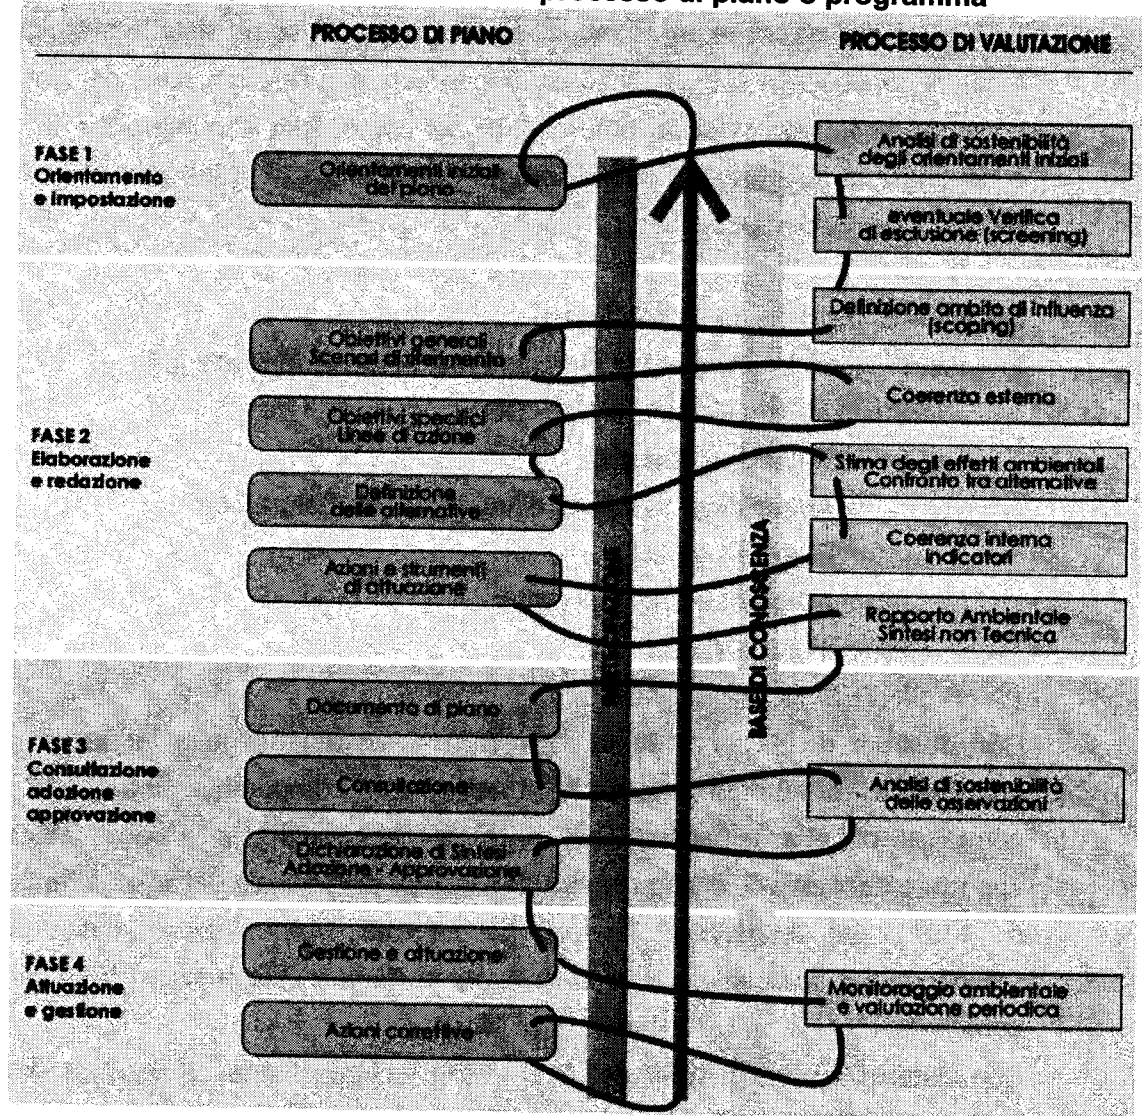 processo di piano e programma
PROCESSO DI PIANO
PROCESSO DI VALUTAZIONE
FASE 1
Orientamento
e impostazione
Orientamenti iniziali
del piano
Analisi di sostenibilità
degli orientamenti iniziali
eventuale Verifica
di esclusione (screening)
FASE 2
Elaborazione
e redazione
Obiettivi generali
Scenari di riferimento
Obiettivi specifici
Linee di azione
Definizione
delle alternative
Azioni e strumenti
di attuazione
Definizione ambito di influenza
(scoping)
Coerenza esterna
Stima degli effetti ambientali
Confronto tra alternative
Coerenza interna
Indicatori
Rapporto Ambientale
Sintesi non Tecnica
BASE DI CONOSCENZA
FASE 3
Consultazione
adozione
approvazione
Documento di piano
Consultazione
Dichiarazione di Sintesi
Adozione - Approvazione
Analisi di sostenibilità
delle osservazioni
FASE 4
Attuazione
e gestione
Gestione e attuazione
Azioni correttive
Monitoraggio ambientale
e valutazione periodica